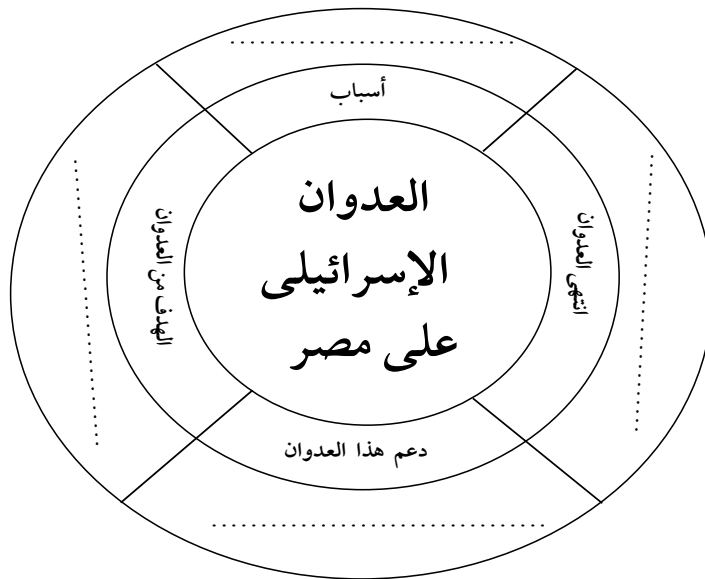 أسباب
العدوان
الإسرائيلى
على مصر
انتهى العدوان
الهدف من العدوان
دعم هذا العدوان